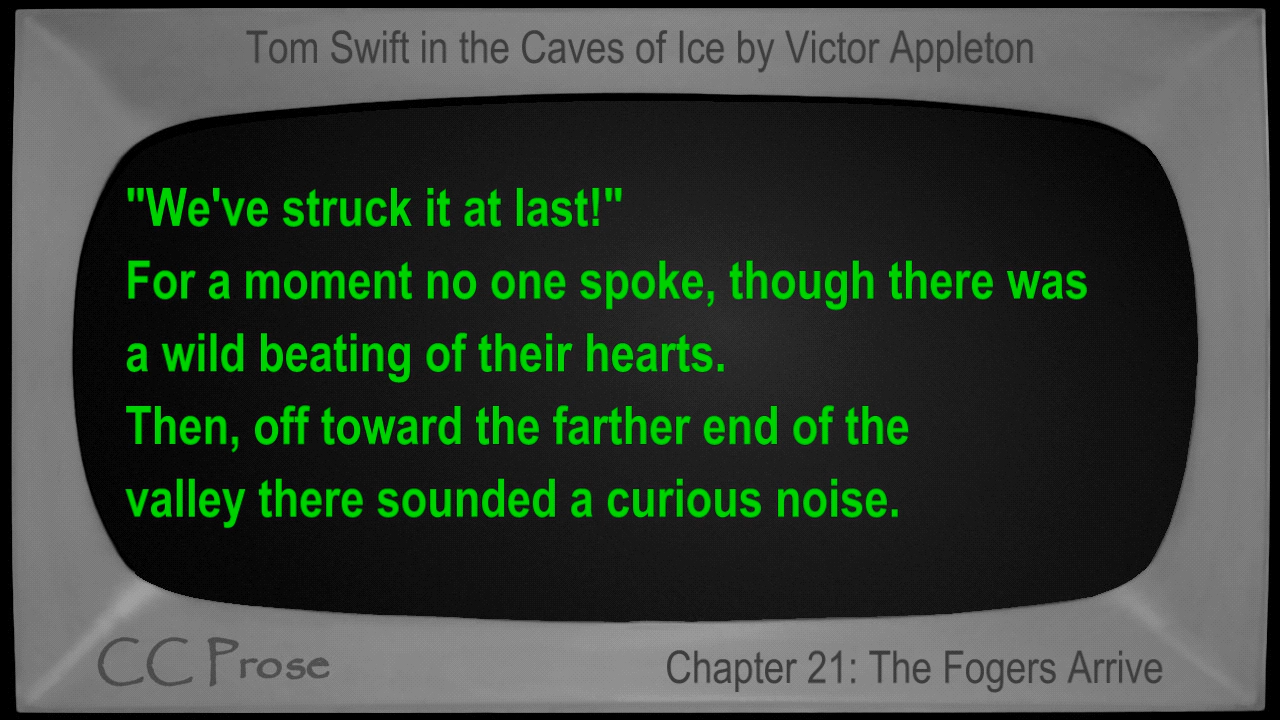 Tom Swift in the Caves of Ice by Victor Appleton
"We've struck it at last!"
For a moment no one spoke, though there was
a wild beating of their hearts.
Then, off toward the farther end of the
valley there sounded a curious noise.
CC Prose
Chapter 21: The Fogers Arrive